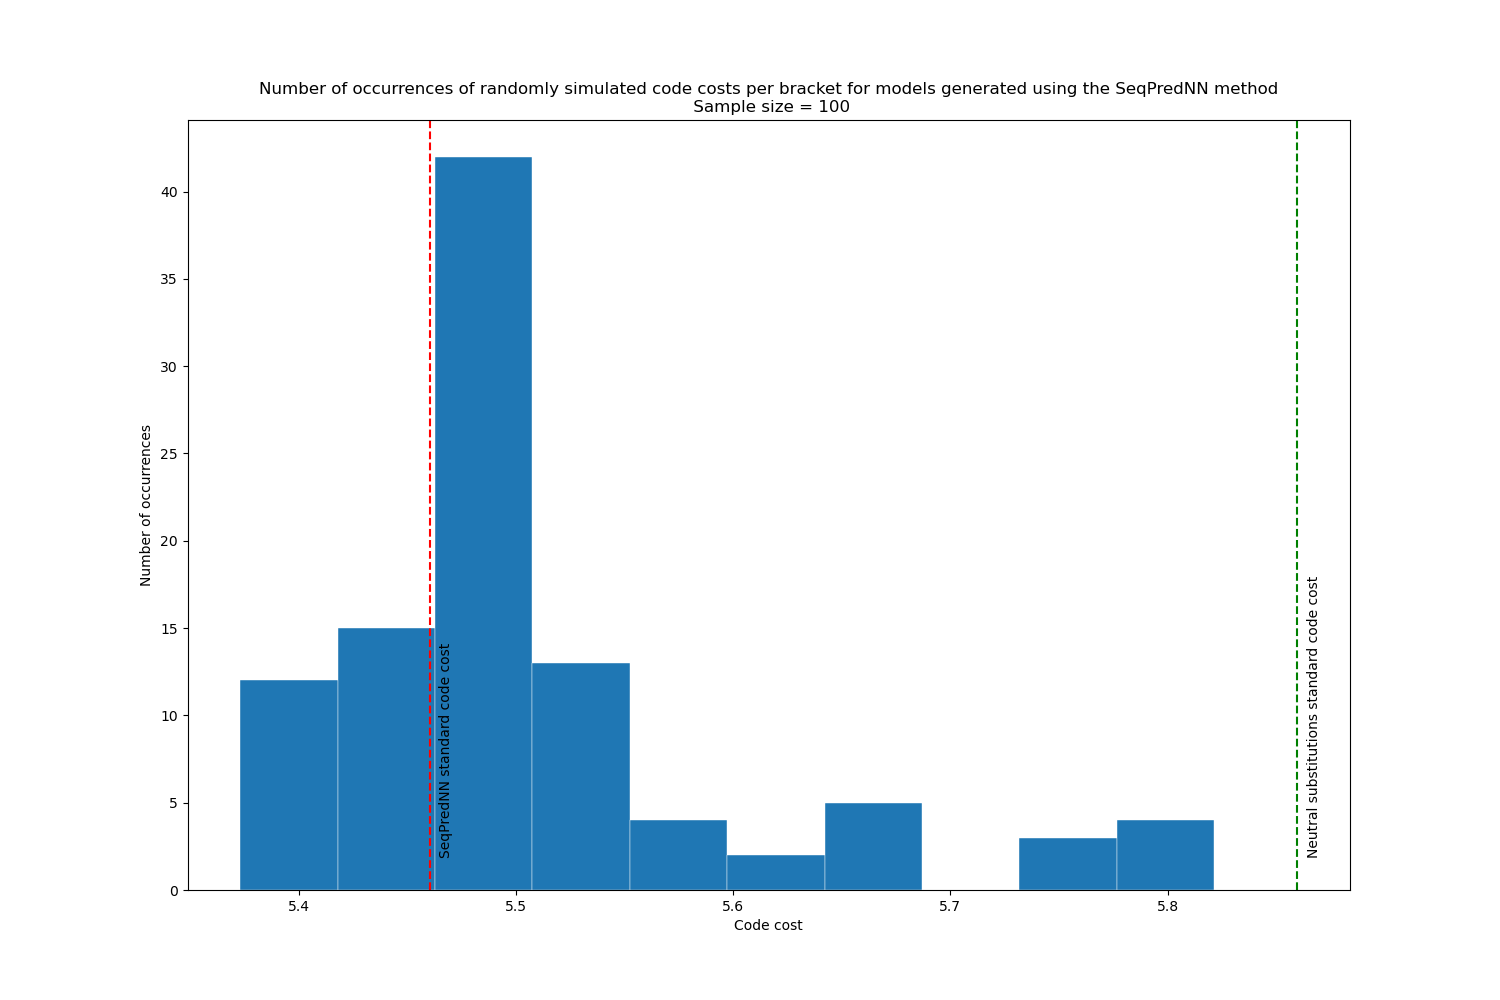 Number of occurrences of randomly simulated code costs per bracket for models generated using the SeqPredNN method
Sample size = 100
Number of occurrences
40
35
30
25
20
15
10
5
0
SeqPredNN standard code cost
Neutral substitutions standard code cost
5.4
5.5
5.6
5.7
5.8
Code cost